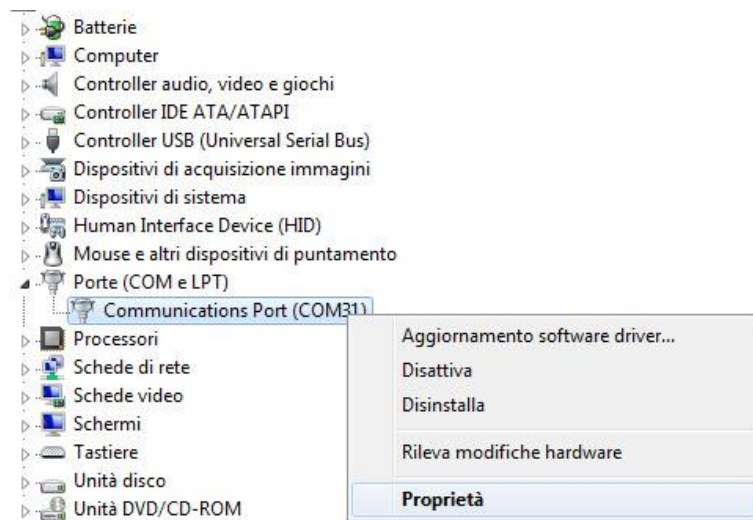 Batterie
Computer
Controller audio, video e giochi
Controller IDE ATA/ATAPI
Controller USB (Universal Serial Bus)
Dispositivi di acquisizione immagini
Dispositivi di sistema
Human Interface Device (HID)
Mouse e altri dispositivi di puntamento
Porte (COM e LPT)
Communications Port (COM31)
Processori
Schede di rete
Schede video
Schermi
Tastiere
Unità disco
Unità DVD/CD-ROM
Aggiornamento software driver...
Disattiva
Disinstalla
Rileva modifiche hardware
Proprietà